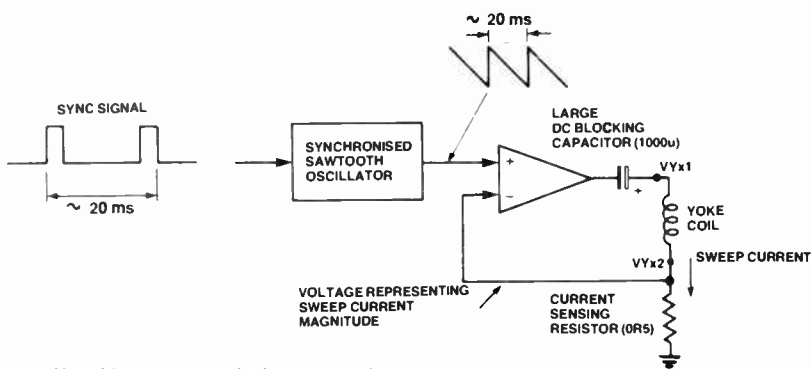 ~ 20 ms
SYNC SIGNAL
~ 20 ms
SYNCHRONISED
SAWTOOTH
OSCILLATOR
+
−
LARGE
DC BLOCKING
CAPACITOR (1000u)
+
VYx1
YOKE
COIL
VYx2
SWEEP CURRENT
VOLTAGE REPRESENTING
SWEEP CURRENT
MAGNITUDE
CURRENT
SENSING
RESISTOR (0R5)